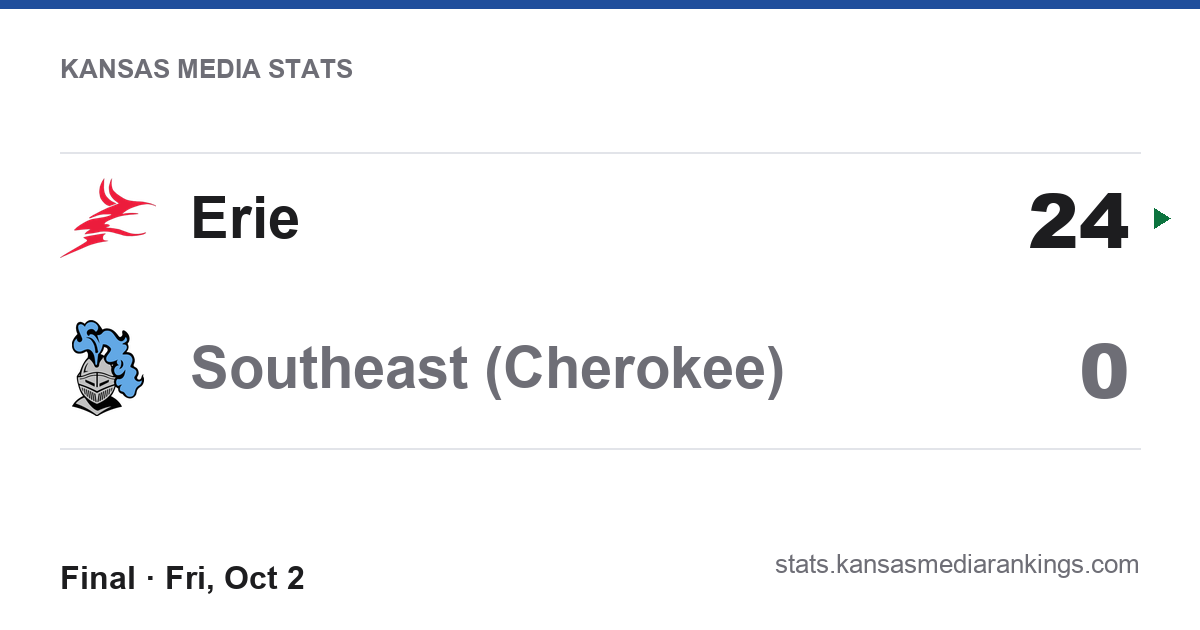 KANSAS MEDIA STATS
Erie 24
Southeast (Cherokee) 0
Final · Fri, Oct 2
stats.kansasmediarankings.com